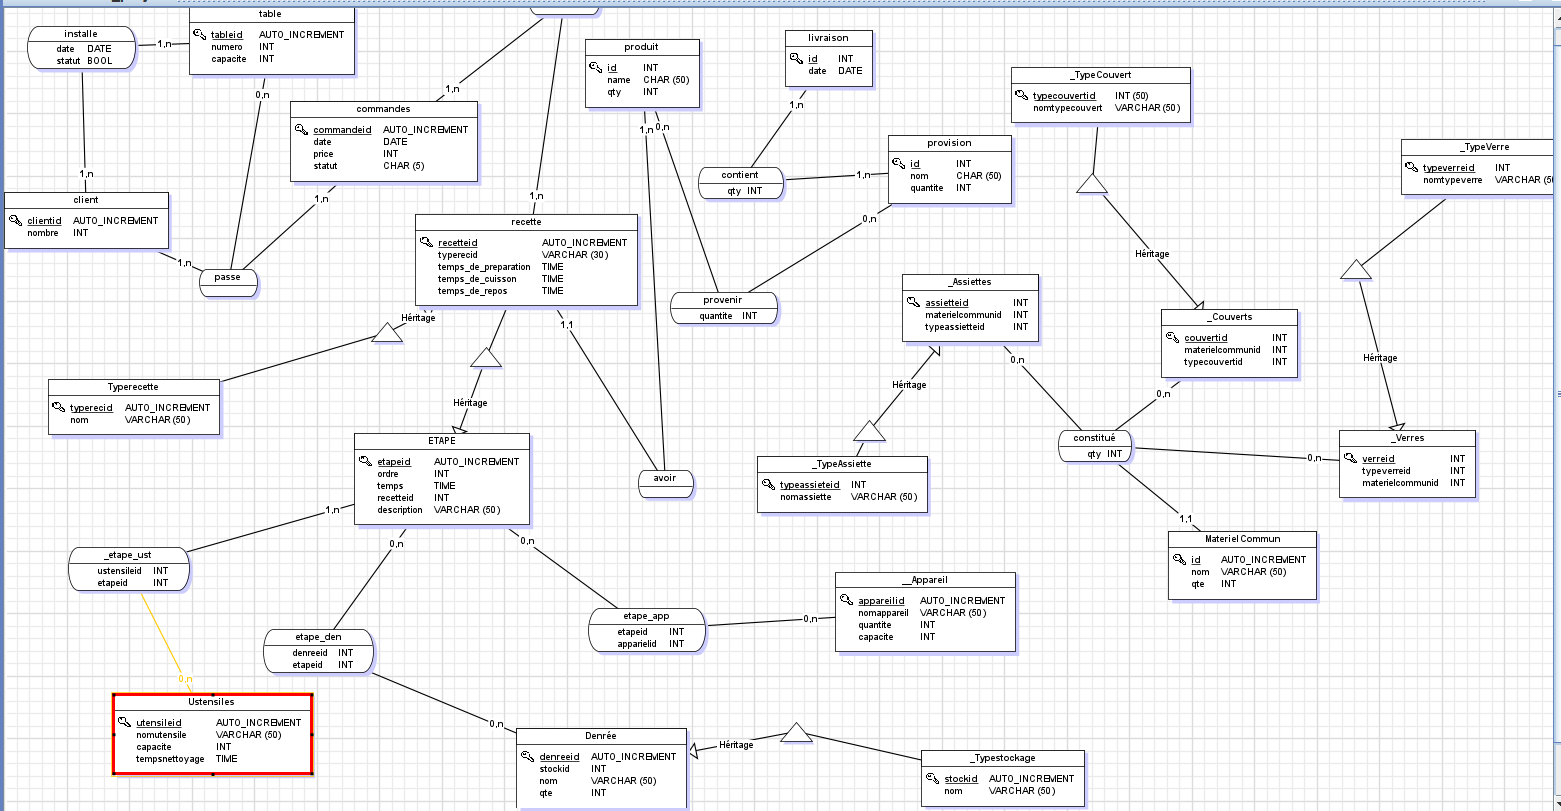 table
tableid AUTO_INCREMENT
numero INT
capacite INT
installe
date DATE
statut BOOL
1,n
0,n
1,n
commandes
commandeid AUTO_INCREMENT
date DATE
price INT
statut CHAR (5)
1,n
1,n
1,n
produit
id INT
name CHAR (50)
qty INT
1,n
0,n
livraison
id INT
date DATE
1,n
_TypeCouvert
typecouvertid INT (50)
nomtypecouvert VARCHAR (50)
provision
id INT
nom CHAR (50)
quantite INT
contient
qty INT
1,n
0,n
_TypeVerre
typeverreid INT
nomtypeverre VARCHAR (50
client
clientid AUTO_INCREMENT
nombre INT
1,n
passe
recette
recetteid AUTO_INCREMENT
typerecid VARCHAR (30)
temps_de_preparation TIME
temps_de_cuisson TIME
temps_de_repos TIME
Héritage
1,1
provenir
quantite INT
_Assiettes
assietteid INT
materielcommunid INT
typeassietteid INT
Héritage
_Couverts
couvertid INT
materielcommunid INT
typecouvertid INT
Héritage
0,n
0,n
Héritage
Typerecette
typerecid AUTO_INCREMENT
nom VARCHAR (50)
Héritage
ETAPE
etapeid AUTO_INCREMENT
ordre INT
temps TIME
recetteid INT
description VARCHAR (50)
avoir
_TypeAssiette
typeassieteid INT
nomassiette VARCHAR (50)
constitué
qty INT
0,n
_Verres
verreid INT
typeverreid INT
materielcommunid INT
1,1
Materiel Commun
id AUTO_INCREMENT
nom VARCHAR (50)
qte INT
1,n
0,n
0,n
_etape_ust
ustensileid INT
etapeid INT
etape_app
etapeid INT
apparielid INT
0,n
__Appareil
appareilid AUTO_INCREMENT
nomappareil VARCHAR (50)
quantite INT
capacite INT
etape_den
denreeid INT
etapeid INT
0,n
0,n
Ustensiles
utensileid AUTO_INCREMENT
nomutensile VARCHAR (50)
capacite INT
tempsnettoyage TIME
Denrée
denreeid AUTO_INCREMENT
stockid INT
nom VARCHAR (50)
qte INT
Héritage
_Typestockage
stockid AUTO_INCREMENT
nom VARCHAR (50)